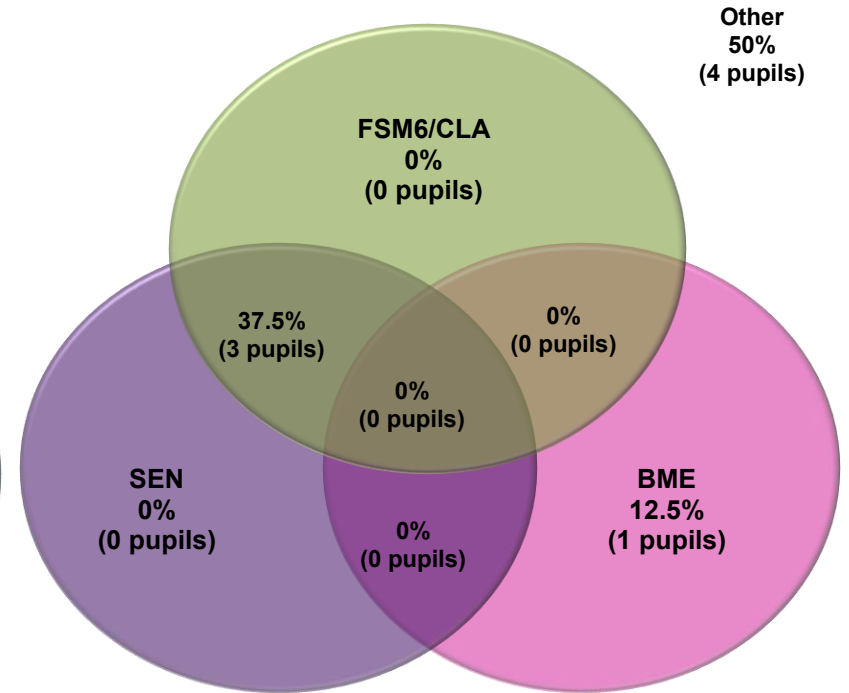 Other
50%
(4 pupils)
FSM6/CLA
0%
(0 pupils)
37.5%
(3 pupils)
0%
(0 pupils)
0%
(0 pupils)
SEN
0%
(0 pupils)
BME
12.5%
(1 pupils)
0%
(0 pupils)